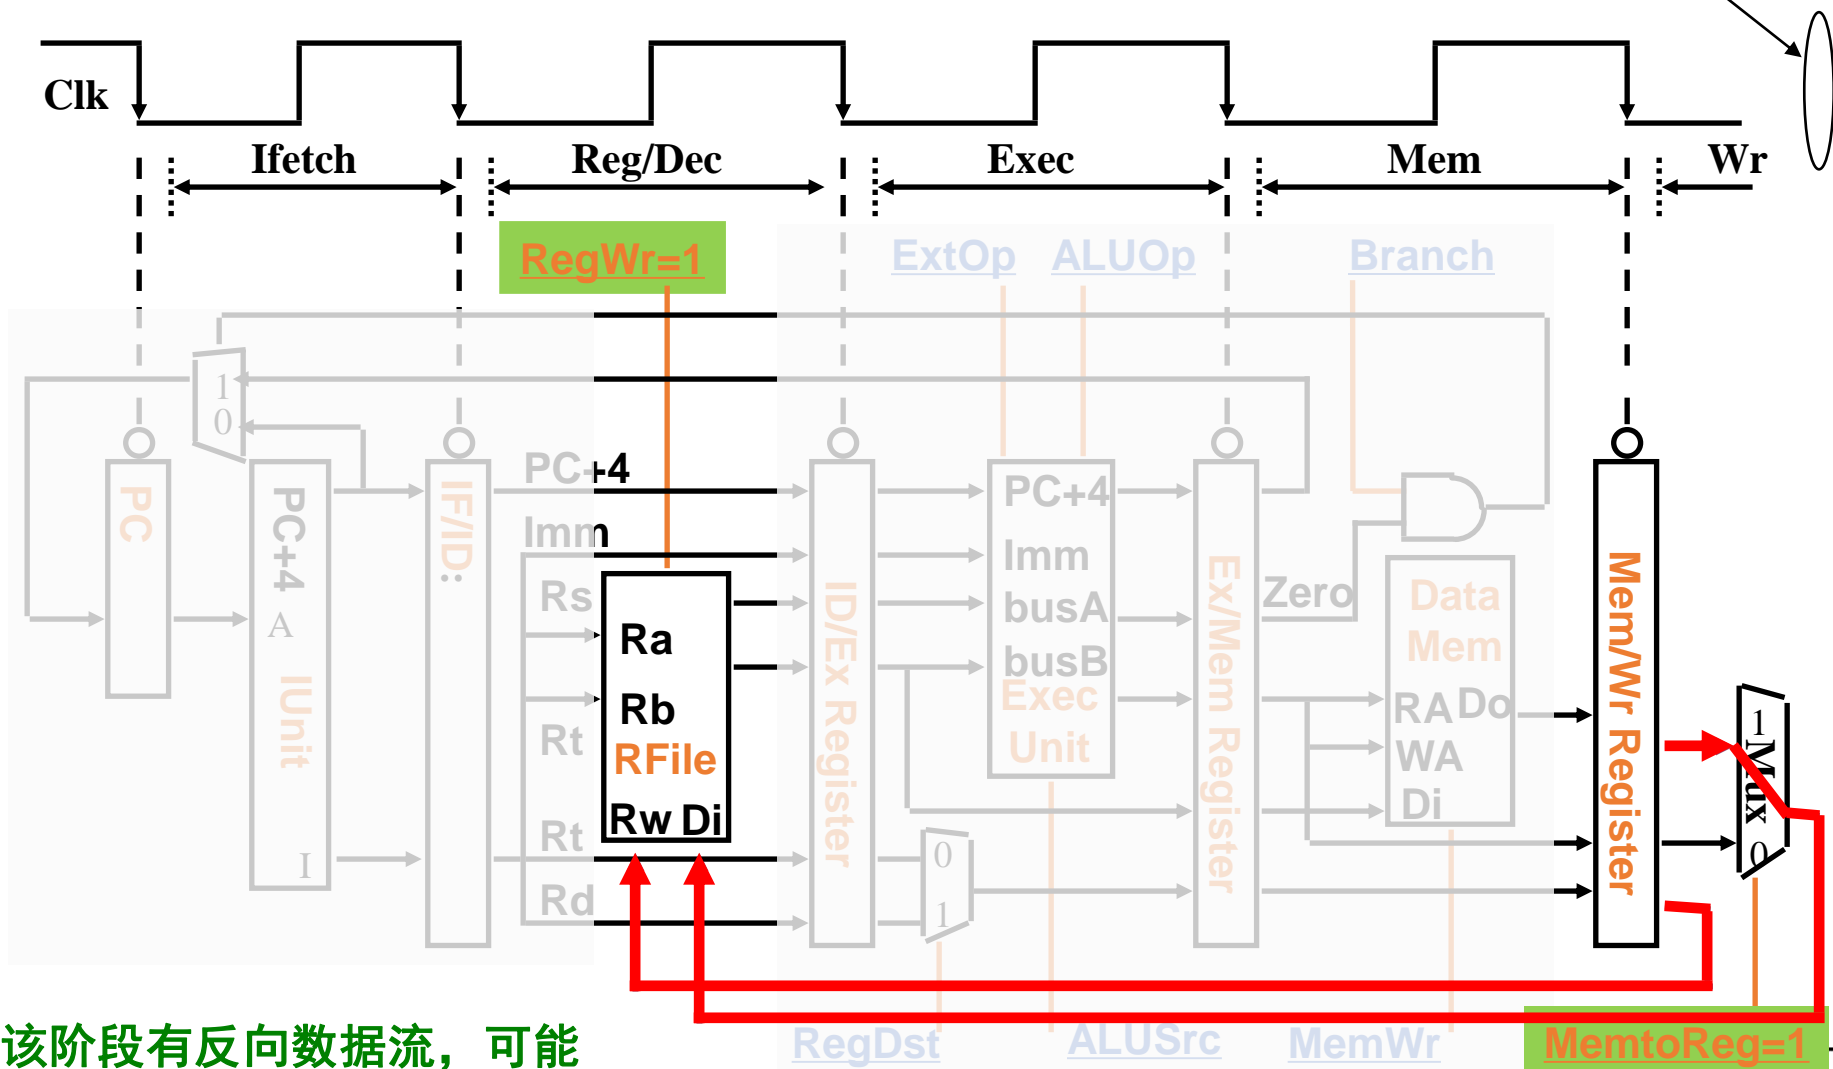 Clk
Ifetch
Reg/Dec
Exec
Mem
Wr
RegWr=1
ExtOp
ALUOp
Branch
1
0
PC
PC+4
A
IUnit
I
IF/ID:
PC+4
Imm
Rs
Rt
Rt
Rd
Ra
Rb
RFile
Rw Di
ID/Ex Register
0
1
PC+4
Imm
busA
busB
Exec
Unit
Ex/Mem Register
Zero
Data
Mem
RA Do
WA
Di
Mem/Wr Register
1
Mux
0
该阶段有反向数据流，可能
RegDst
ALUSrc
MemWr
MemtoReg=1